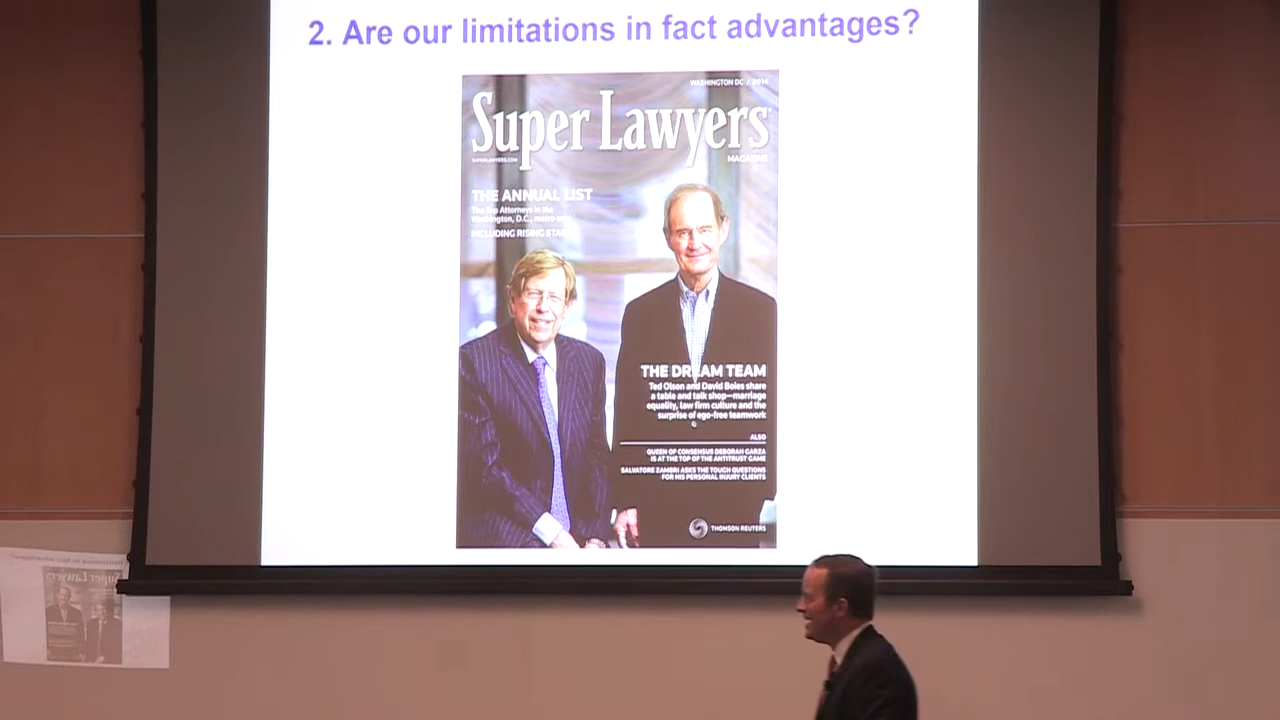 2. Are our limitations in fact advantages?
WASHINGTON DC / 2014
Super Lawyers
SUPERLAWYERS.COM
MAGAZINE
THE ANNUAL LIST
The Top Attorneys in the
Washington, D.C., metro area
INCLUDING RISING STARS
THE DREAM TEAM
Ted Olson and David Boies share
a table and talk shop—marriage
equality, law firm culture and the
surprise of ego-free teamwork
ALSO
QUEEN OF CONSENSUS DEBORAH GARZA
IS AT THE TOP OF THE ANTITRUST GAME
SALVATORE ZAMBRI ASKS THE TOUGH QUESTIONS
FOR HIS PERSONAL INJURY CLIENTS
THOMSON REUTERS